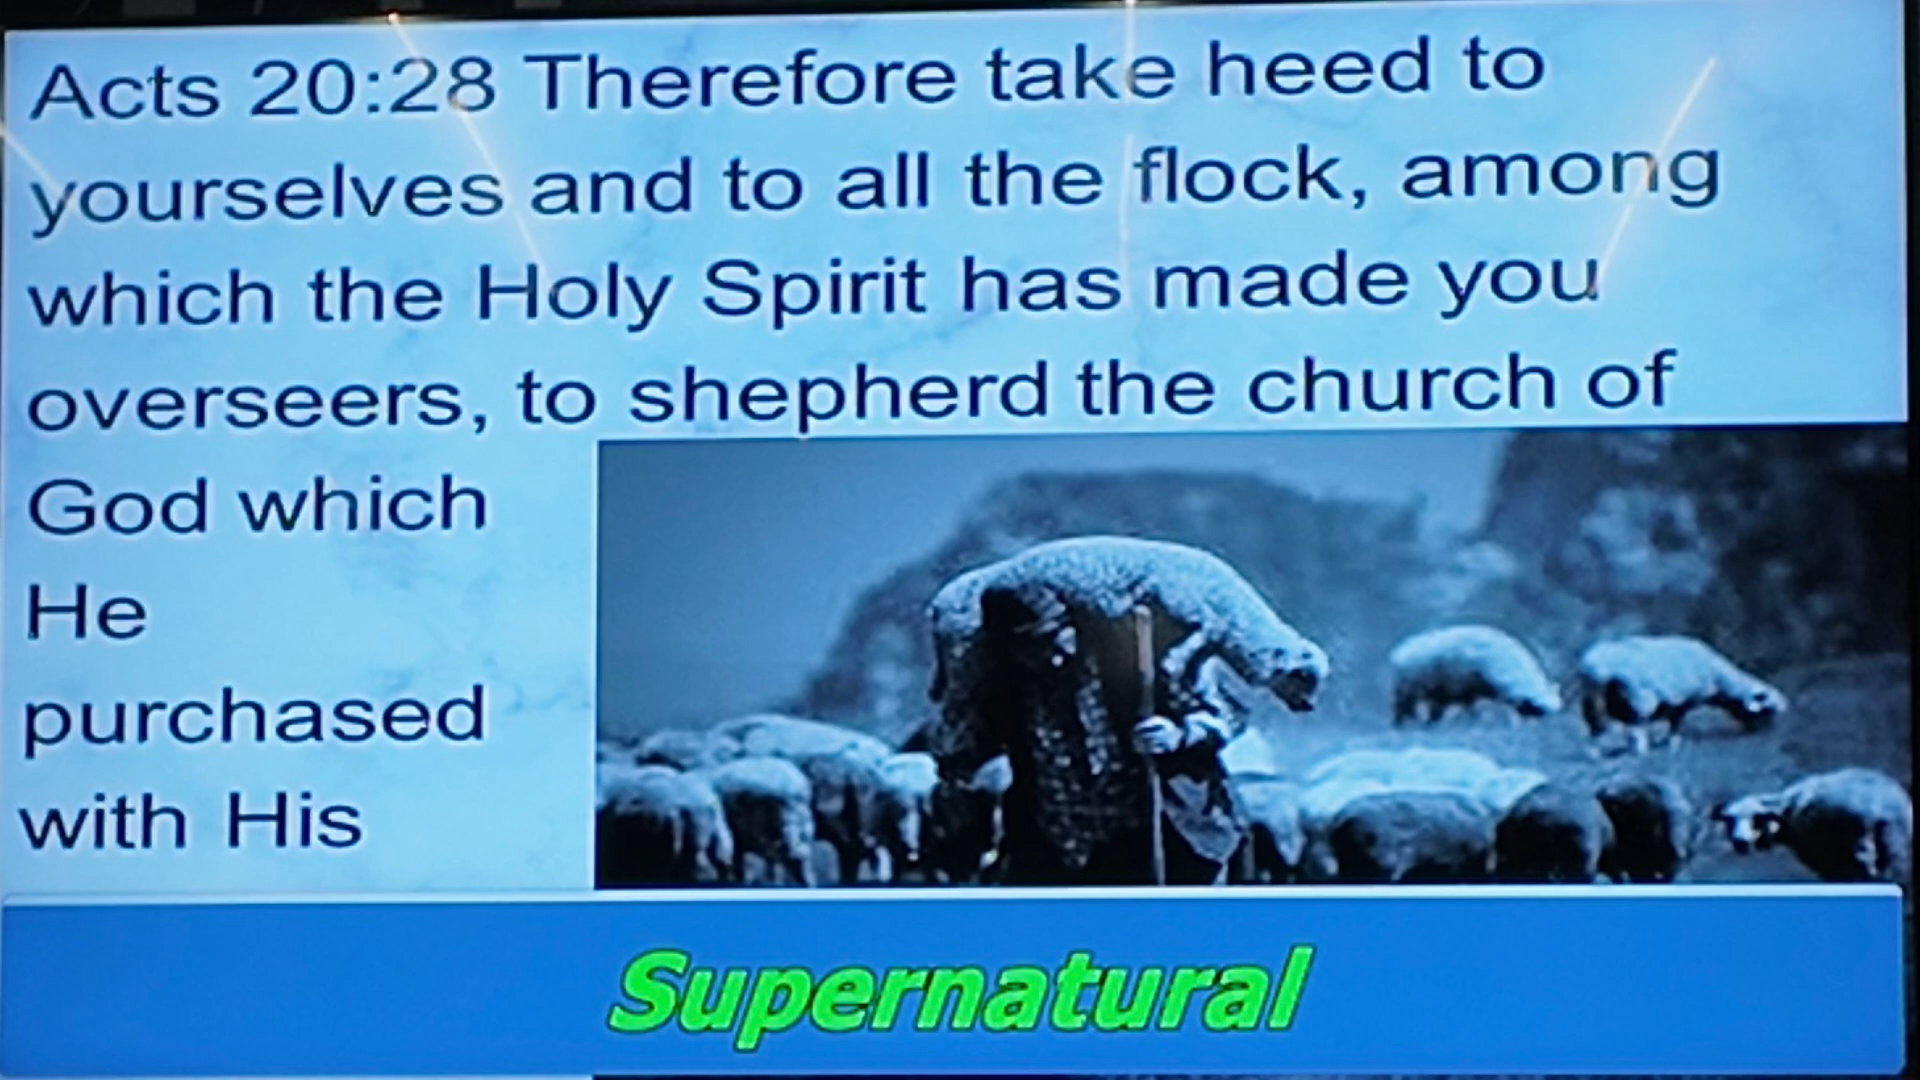 Acts 20:28 Therefore take heed to
yourselves and to all the flock, among
which the Holy Spirit has made you
overseers, to shepherd the church of
God which
He
purchased
with His
Supernatural